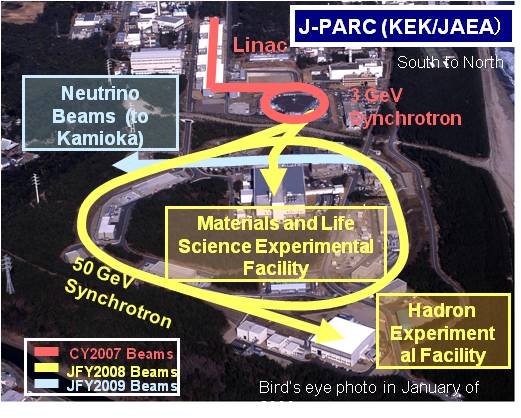 J-PARC (KEK/JAEA)
South to North
Linac
3 GeV
Synchrotron
Neutrino
Beams (to
Kamioka)
Materials and Life
Science Experimental
Facility
50 GeV
Synchrotron
Hadron
Experiment
al Facility
CY2007 Beams
JFY2008 Beams
JFY2009 Beams
Bird's eye photo in January of